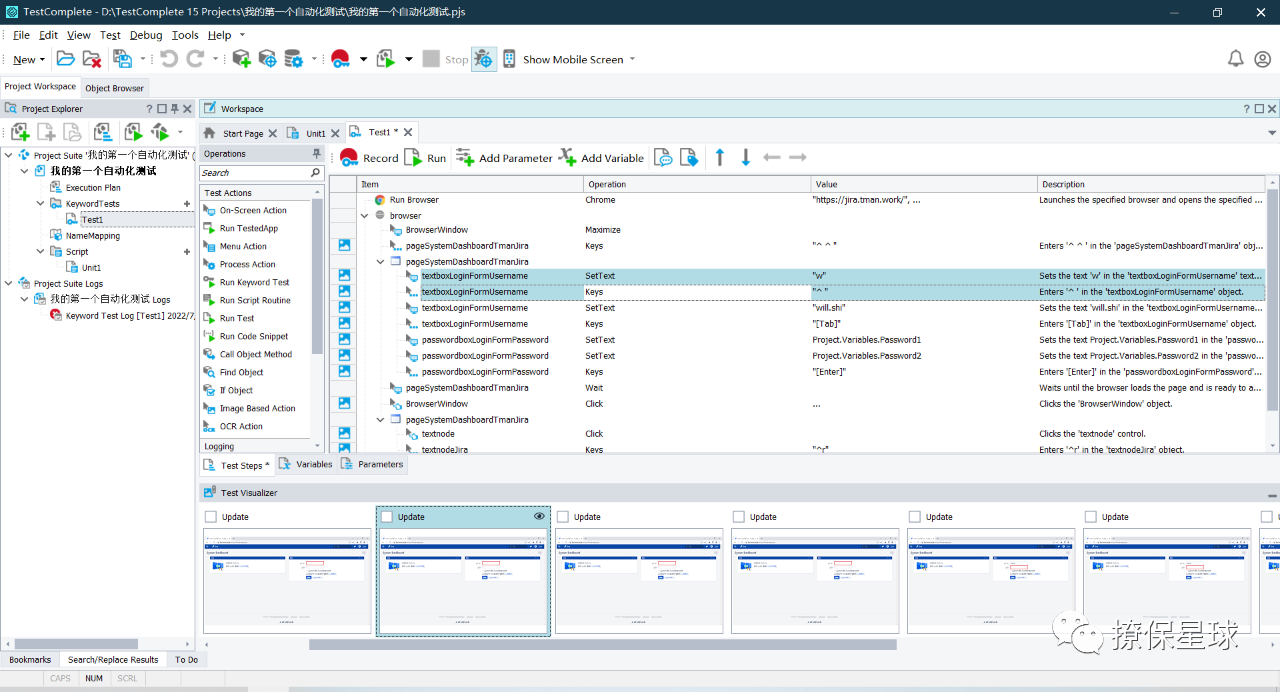 TestComplete - D:\TestComplete 15 Projects\我的第一个自动化测试\我的第一个自动化测试.pjs
File Edit View Test Debug Tools Help
New Stop Show Mobile Screen
Project Workspace Object Browser
Project Explorer
Project Suite '我的第一个自动化测试' (
我的第一个自动化测试
Execution Plan
KeywordTests
Test1
NameMapping
Script
Unit1
Project Suite Logs
我的第一个自动化测试 Logs
Keyword Test Log [Test1] 2022/7,
Workspace
Start Page Unit1 Test1 *
Operations
Search
Test Actions
On-Screen Action
Run TestedApp
Menu Action
Process Action
Run Keyword Test
Run Script Routine
Run Test
Run Code Snippet
Call Object Method
Find Object
If Object
Image Based Action
OCR Action
Logging
Record Run Add Parameter Add Variable
Item Operation Value Description
Run Browser Chrome "https://jira.tman.work/", ... Launches the specified browser and opens the specified ...
browser
BrowserWindow Maximize
pageSystemDashboardTmanJira Keys "^ ^ " Enters '^ ^ ' in the 'pageSystemDashboardTmanJira' obj...
pageSystemDashboardTmanJira
textboxLoginFormUsername SetText "w" Sets the text 'w' in the 'textboxLoginFormUsername' text...
textboxLoginFormUsername Keys "^ " Enters '^ ' in the 'textboxLoginFormUsername' object.
textboxLoginFormUsername SetText "will.shi" Sets the text 'will.shi' in the 'textboxLoginFormUsername...
textboxLoginFormUsername Keys "[Tab]" Enters '[Tab]' in the 'textboxLoginFormUsername' object.
passwordboxLoginFormPassword SetText Project.Variables.Password1 Sets the text Project.Variables.Password1 in the 'passwo...
passwordboxLoginFormPassword SetText Project.Variables.Password2 Sets the text Project.Variables.Password2 in the 'passwo...
passwordboxLoginFormPassword Keys "[Enter]" Enters '[Enter]' in the 'passwordboxLoginFormPassword'...
pageSystemDashboardTmanJira Wait Waits until the browser loads the page and is ready to a...
BrowserWindow Click ... Clicks the 'BrowserWindow' object.
pageSystemDashboardTmanJira
textnode Click Clicks the 'textnode' control.
textnodeJira Keys "^r" Enters '^r' in the 'textnodeJira' object.
Test Steps * Variables Parameters
Test Visualizer
Update Update Update Update Update Update
撩保星球
Bookmarks Search/Replace Results To Do
CAPS NUM SCRL